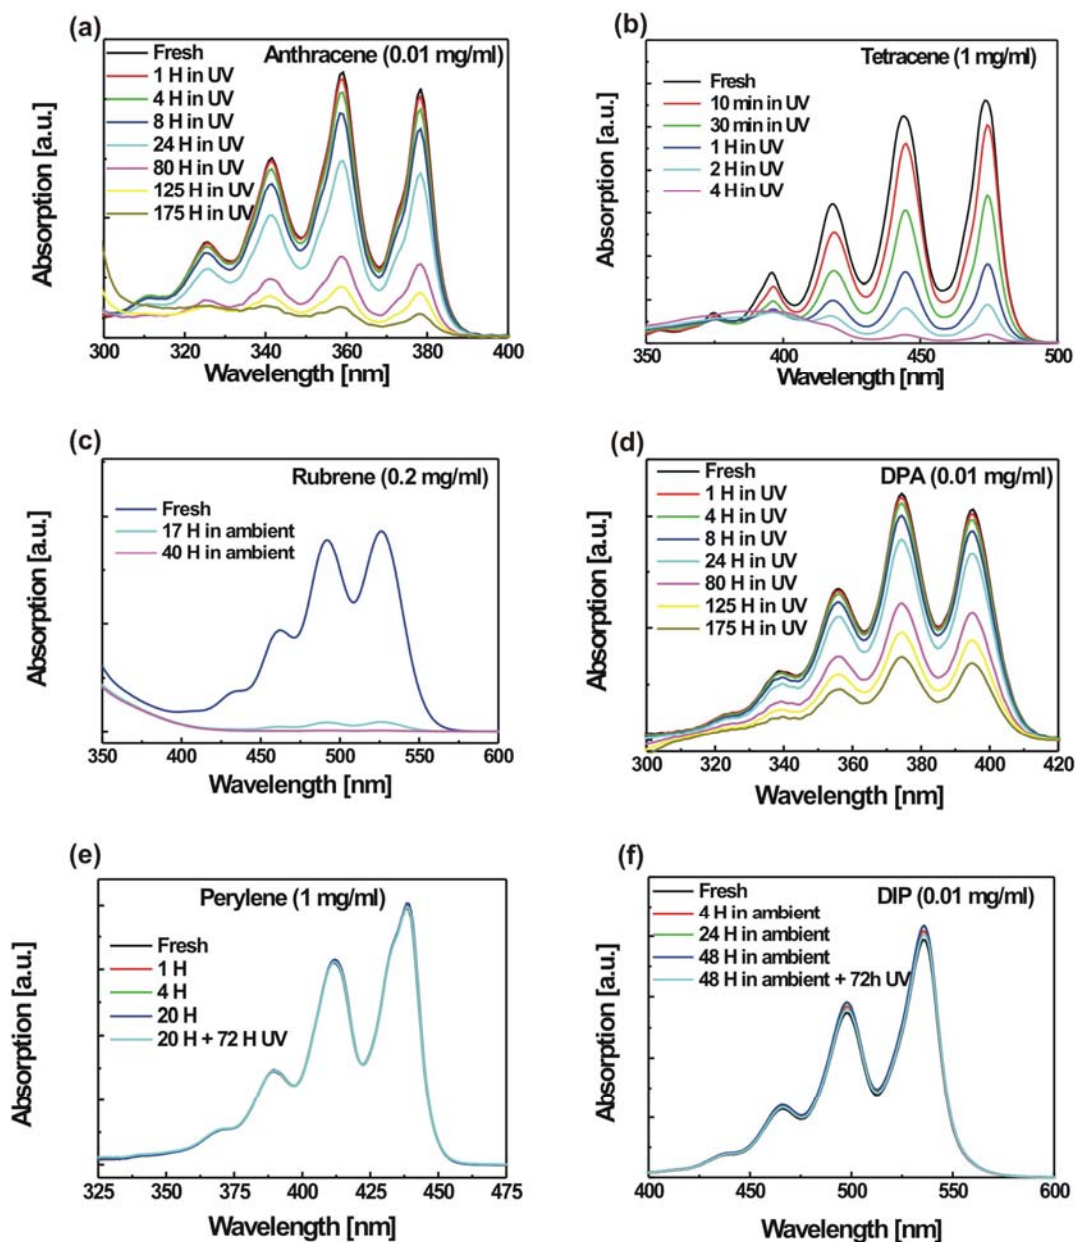 (a)
Anthracene (0.01 mg/ml)
Fresh
1 H in UV
4 H in UV
8 H in UV
24 H in UV
80 H in UV
125 H in UV
175 H in UV
Absorption [a.u.]
300 320 340 360 380 400
Wavelength [nm]
(b)
Tetracene (1 mg/ml)
Fresh
10 min in UV
30 min in UV
1 H in UV
2 H in UV
4 H in UV
Absorption [a.u.]
350 400 450 500
Wavelength [nm]
(c)
Rubrene (0.2 mg/ml)
Fresh
17 H in ambient
40 H in ambient
Absorption [a.u.]
350 400 450 500 550 600
Wavelength [nm]
(d)
DPA (0.01 mg/ml)
Fresh
1 H in UV
4 H in UV
8 H in UV
24 H in UV
80 H in UV
125 H in UV
175 H in UV
Absorption [a.u.]
300 320 340 360 380 400 420
Wavelength [nm]
(e)
Perylene (1 mg/ml)
Fresh
1 H
4 H
20 H
20 H + 72 H UV
Absorption [a.u.]
325 350 375 400 425 450 475
Wavelength [nm]
(f)
DIP (0.01 mg/ml)
Fresh
4 H in ambient
24 H in ambient
48 H in ambient
48 H in ambient + 72h UV
Absorption [a.u.]
400 450 500 550 600
Wavelength [nm]